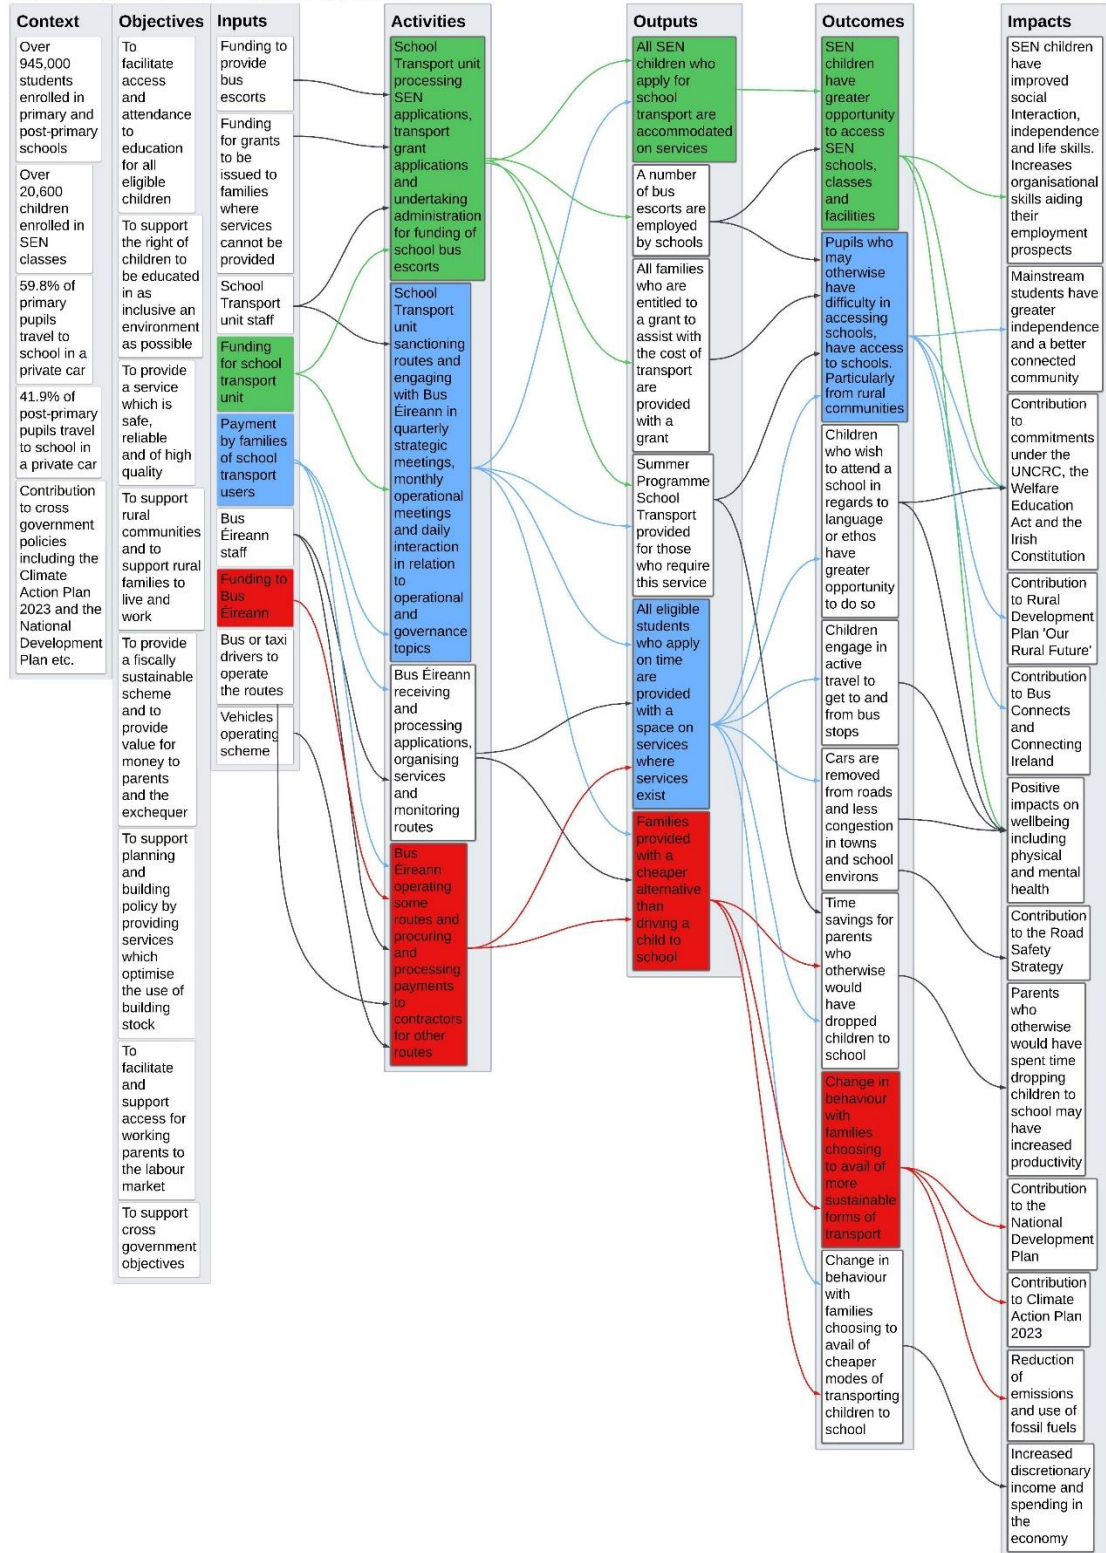 Context
Over
945,000
students
enrolled in
primary and
post-primary
schools
Over
20,600
children
enrolled in
SEN
classes
59.8% of
primary
pupils
travel to
school in a
private car
41.9% of
post-primary
pupils travel
to school in
a private car
Contribution
to cross
government
policies
including the
Climate
Action Plan
2023 and the
National
Development
Plan etc.
Objectives
To
facilitate
access
and
attendance
to
education
for all
eligible
children
To support
the right of
children to
be educated
in as
inclusive an
environment
as possible
To provide
a service
which is
safe,
reliable
and of high
quality
To support
rural
communities
and to
support rural
families to
live and
work
To provide
a fiscally
sustainable
scheme
and to
provide
value for
money to
parents
and the
exchequer
To support
planning
and
building
policy by
providing
services
which
optimise
the use of
building
stock
To
facilitate
and
support
access for
working
parents to
the labour
market
To support
cross
government
objectives
Inputs
Funding to
provide
bus
escorts
Funding
for grants
to be
issued to
families
where
services
cannot be
provided
School
Transport
unit staff
Funding
for school
transport
unit
Payment
by families
of school
transport
users
Bus
Éireann
staff
Funding to
Bus
Éireann
Bus or taxi
drivers to
operate
the routes
Vehicles
operating
scheme
Activities
School
Transport unit
processing
SEN
applications,
transport
grant
applications
and
undertaking
administration
for funding of
school bus
escorts
School
Transport
unit
sanctioning
routes and
engaging
with Bus
Éireann in
quarterly
strategic
meetings,
monthly
operational
meetings
and daily
interaction
in relation
to
operational
and
governance
topics
Bus Éireann
receiving
and
processing
applications,
organising
services
and
monitoring
routes
Bus
Éireann
operating
some
routes and
procuring
and
processing
payments
to
contractors
for other
routes
Outputs
All SEN
children who
apply for
school
transport are
accommodated
on services
A number
of bus
escorts are
employed
by schools
All families
who are
entitled to
a grant to
assist with
the cost of
transport
are
provided
with a
grant
Summer
Programme
School
Transport
provided
for those
who require
this service
All eligible
students
who apply
on time
are
provided
with a
space on
services
where
services
exist
Families
provided
with a
cheaper
alternative
than
driving a
child to
school
Outcomes
SEN
children
have
greater
opportunity
to access
SEN
schools,
classes
and
facilities
Pupils who
may
otherwise
have
difficulty in
accessing
schools,
have access
to schools.
Particularly
from rural
communities
Children
who wish
to attend a
school in
regards to
language
or ethos
have
greater
opportunity
to do so
Children
engage in
active
travel to
get to and
from bus
stops
Cars are
removed
from roads
and less
congestion
in towns
and school
environs
Time
savings for
parents
who
otherwise
would
have
dropped
children to
school
Change in
behaviour
with
families
choosing
to avail of
more
sustainable
forms of
transport
Change in
behaviour
with
families
choosing to
avail of
cheaper
modes of
transporting
children to
school
Impacts
SEN children
have
improved
social
Interaction,
independence
and life skills.
Increases
organisational
skills aiding
their
employment
prospects
Mainstream
students have
greater
independence
and a better
connected
community
Contribution
to
commitments
under the
UNCRC, the
Welfare
Education
Act and the
Irish
Constitution
Contribution
to Rural
Development
Plan 'Our
Rural Future'
Contribution
to Bus
Connects
and
Connecting
Ireland
Positive
impacts on
wellbeing
including
physical
and mental
health
Contribution
to the Road
Safety
Strategy
Parents
who
otherwise
would have
spent time
dropping
children to
school may
have
increased
productivity
Contribution
to the
National
Development
Plan
Contribution
to Climate
Action Plan
2023
Reduction
of
emissions
and use of
fossil fuels
Increased
discretionary
income and
spending in
the
economy